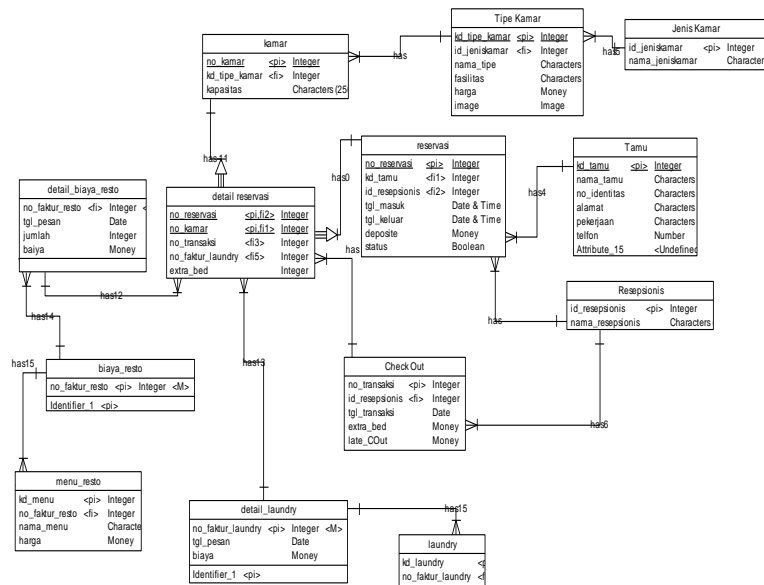 Tipe Kamar
kd_tipe_kamar <pi> Integer
id_jeniskamar <fi> Integer
nama_tipe Characters
fasilitas Characters
harga Money
image Image
Jenis Kamar
id_jeniskamar <pi> Integer
nama_jeniskamar Character
kamar
no_kamar <pi> Integer
kd_tipe_kamar <fi> Integer
kapasitas Characters (25
has
has5
has11
has0
reservasi
no_reservasi <pi> Integer
kd_tamu <fi1> Integer
id_resepsionis <fi2> Integer
tgl_masuk Date & Time
tgl_keluar Date & Time
deposite Money
status Boolean
Tamu
kd_tamu <pi> Integer
nama_tamu Characters
no_identitas Characters
alamat Characters
pekerjaan Characters
telfon Number
Attribute_15 <Undefined
has4
detail_biaya_resto
no_faktur_resto <fi> Integer <
tgl_pesan Date
jumlah Integer
baiya Money
detail reservasi
no_reservasi <pi,fi2> Integer
no_kamar <pi,fi1> Integer
no_transaksi <fi3> Integer
no_faktur_laundry <fi5> Integer
extra_bed Integer
has
has12
has14
has
Resepsionis
id_resepsionis <pi> Integer
nama_resepsionis Characters
has15
biaya_resto
no_faktur_resto <pi> Integer <M>
Identifier_1 <pi>
has13
Check Out
no_transaksi <pi> Integer
id_resepsionis <fi> Integer
tgl_transaksi Date
extra_bed Money
late_COut Money
has6
menu_resto
kd_menu <pi> Integer
no_faktur_resto <fi> Integer
nama_menu Characte
harga Money
detail_laundry
no_faktur_laundry <pi> Integer <M>
tgl_pesan Date
biaya Money
Identifier_1 <pi>
has15
laundry
kd_laundry <p
no_faktur_laundry <f